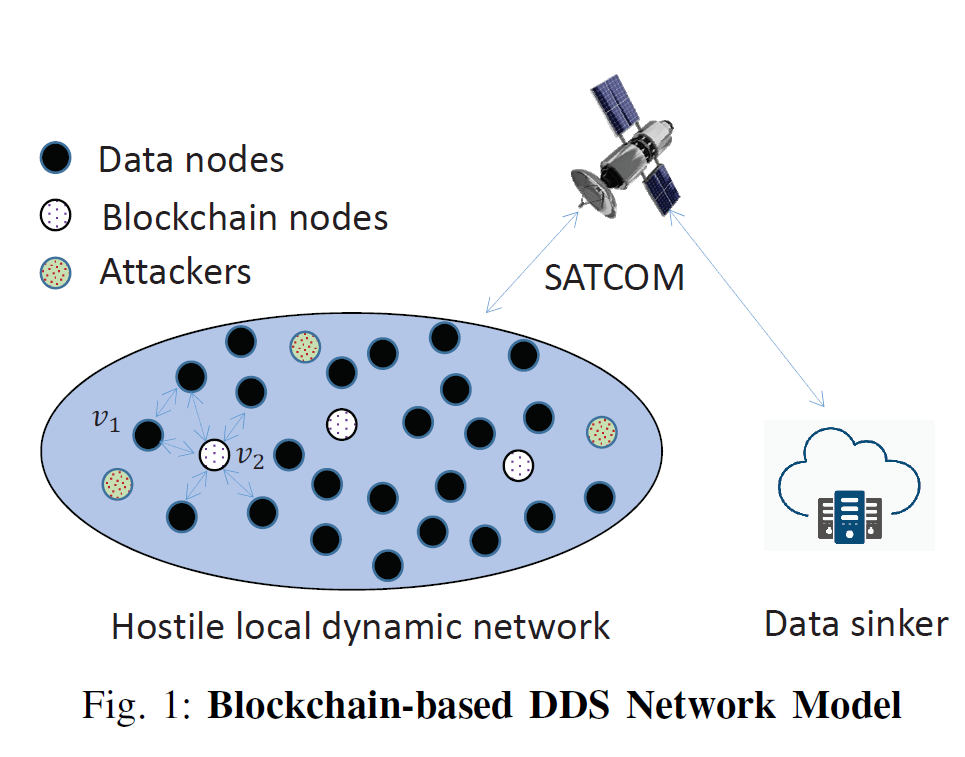 Data nodes
Blockchain nodes
Attackers
SATCOM
v₁
v₂
Hostile local dynamic network
Data sinker
Fig. 1: Blockchain-based DDS Network Model